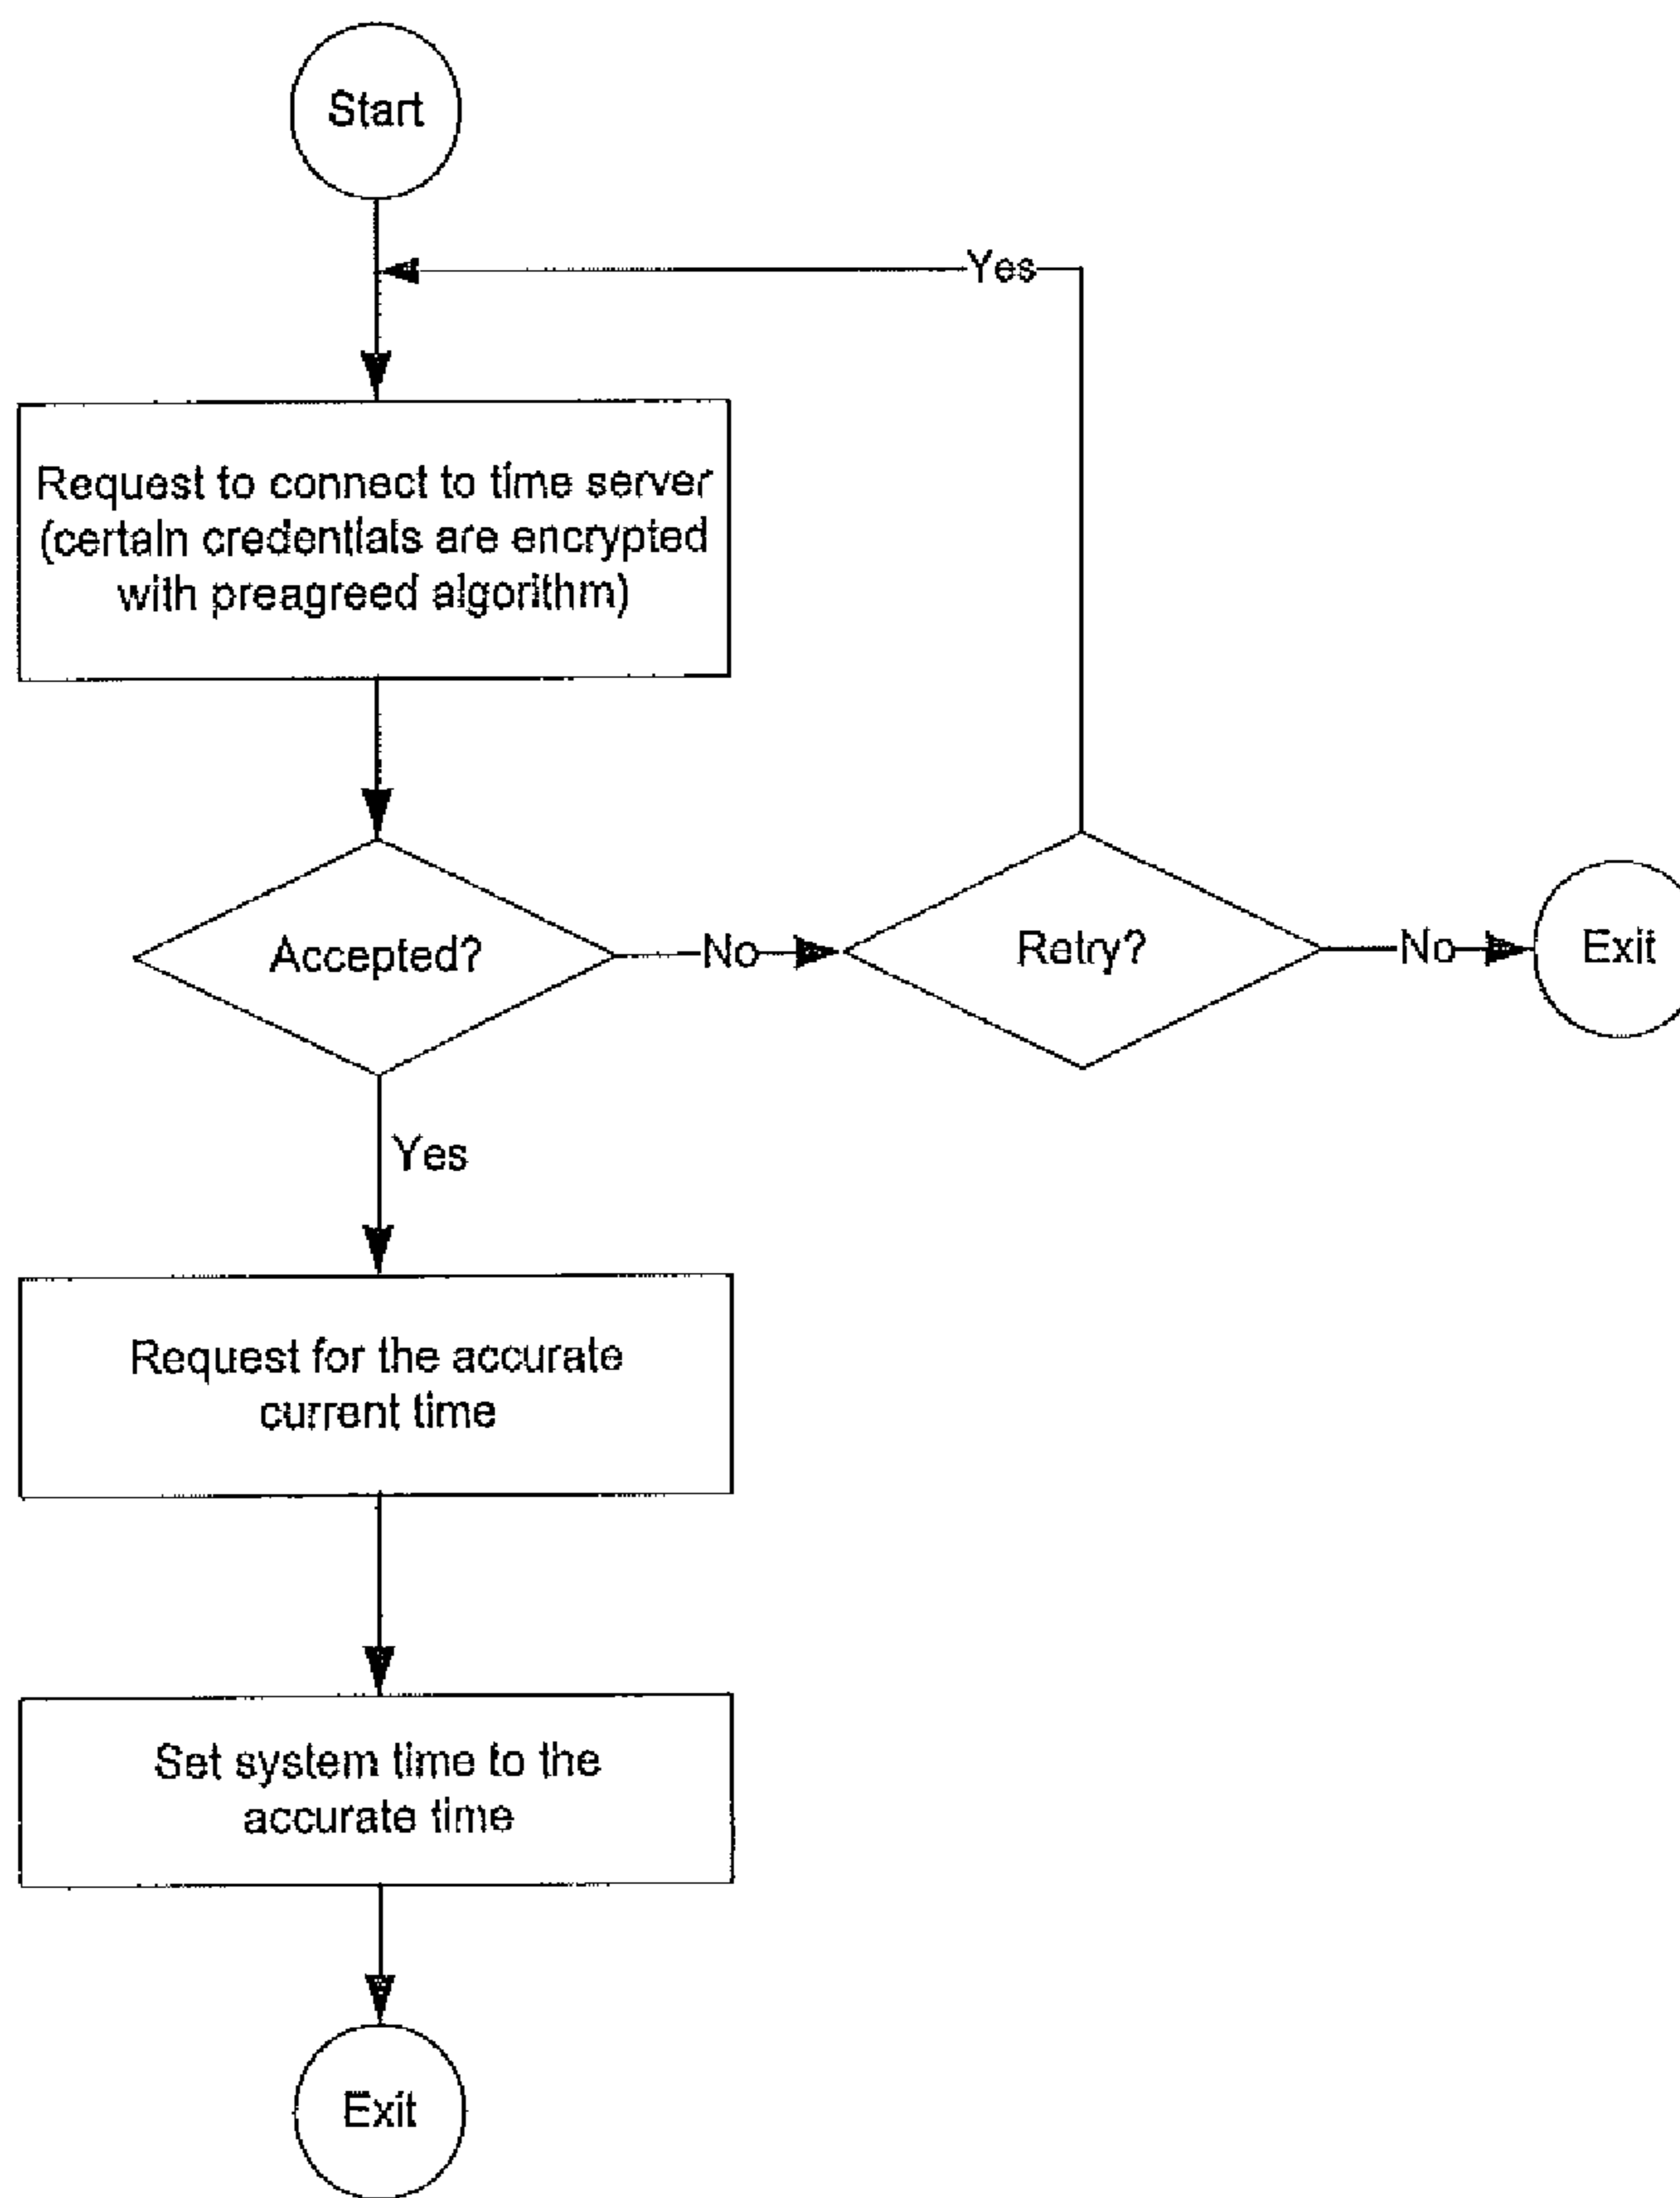 Start
Yes
Request to connect to time server
(certain credentials are encrypted
with preagreed algorithm)
Accepted?
No
Retry?
No
Exit
Yes
Request for the accurate
current time
Set system time to the
accurate time
Exit